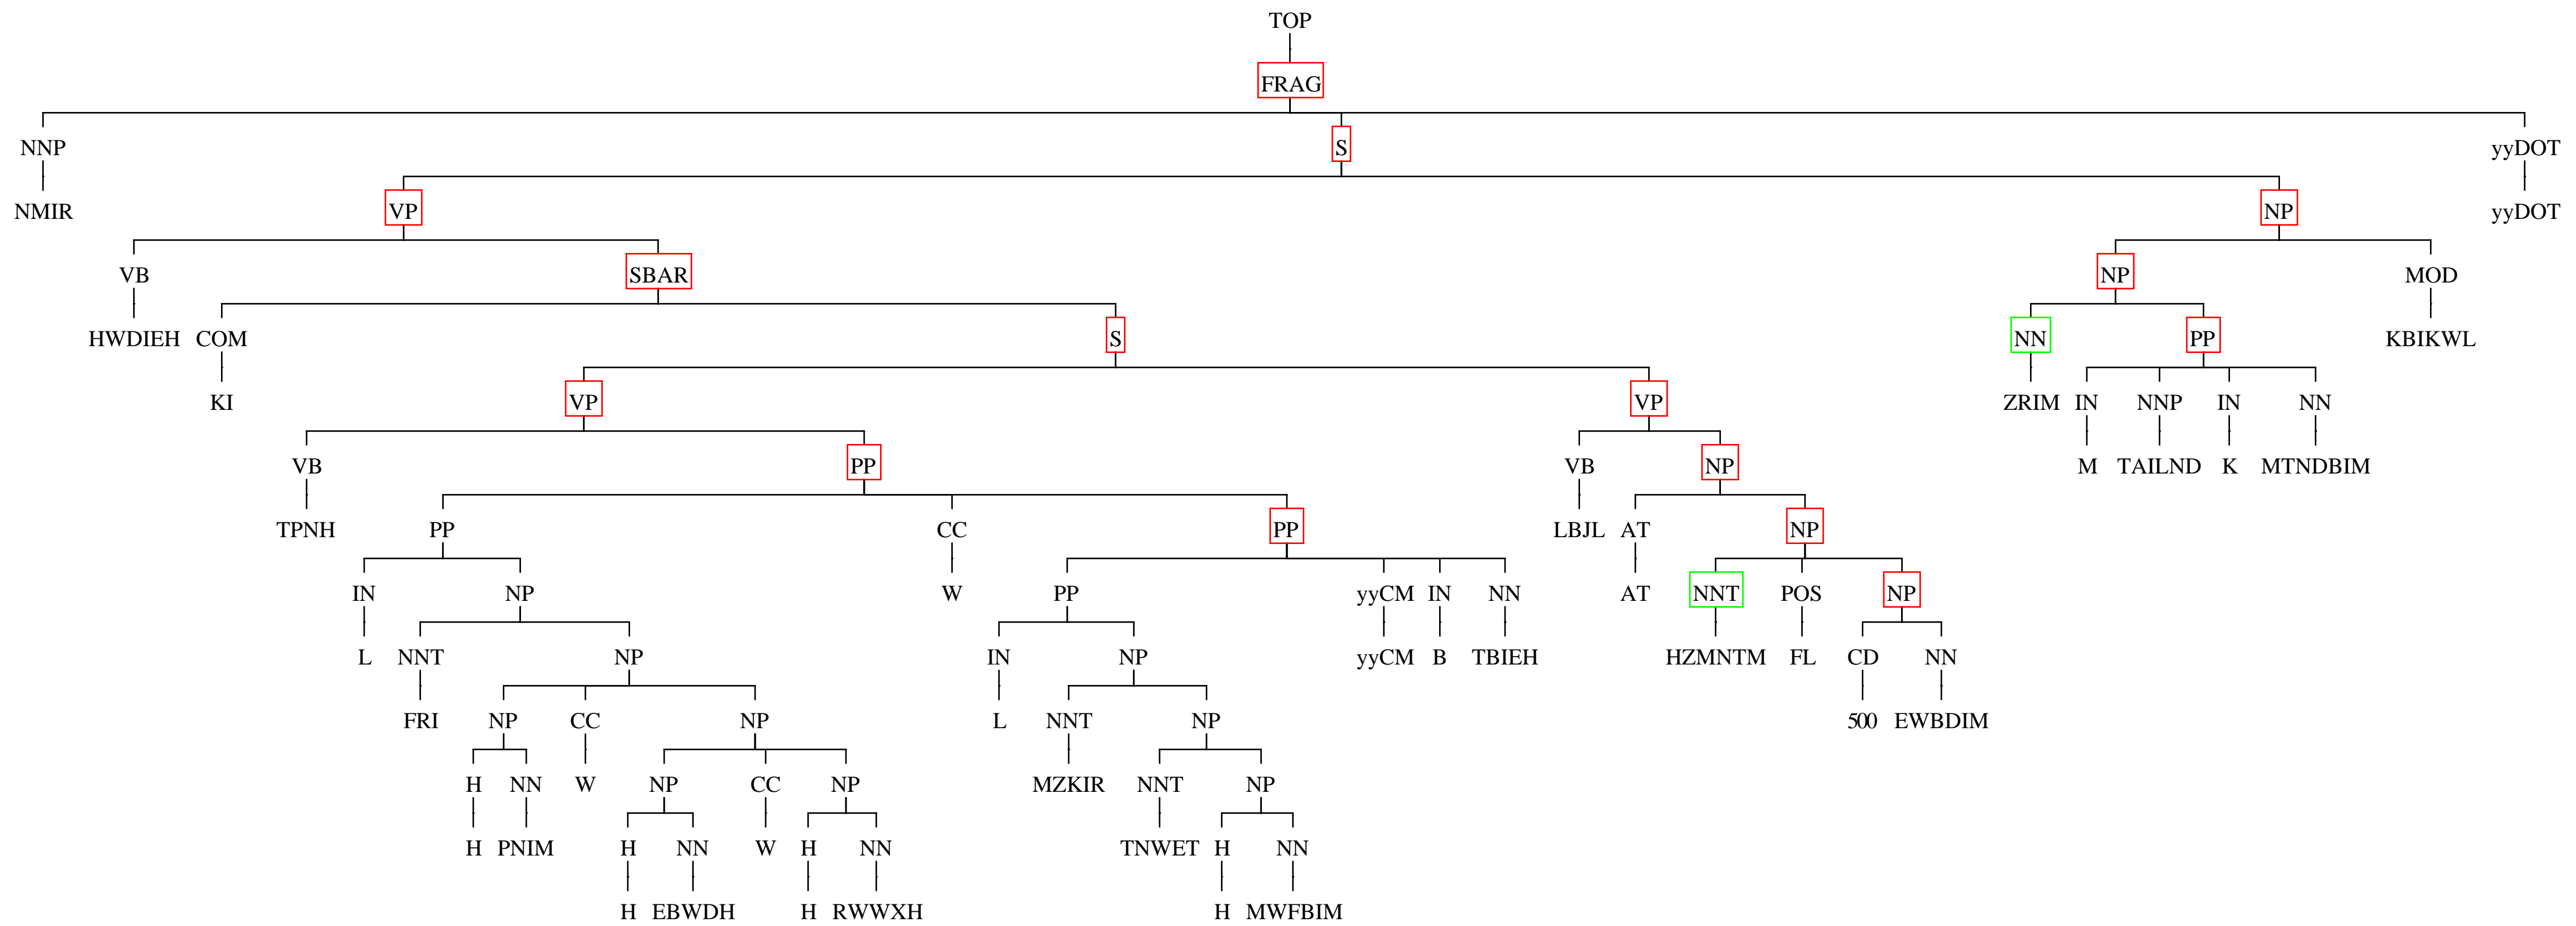 TOP
FRAG
NNP S yyDOT
NMIR VP NP yyDOT
VB SBAR NP MOD
HWDIEH COM S NN PP KBIKWL
KI VP VP ZRIM IN NNP IN NN
VB PP VB NP M TAILND K MTNDBIM
TPNH PP CC PP LBJL AT NP
IN NP W PP yyCM IN NN AT NNT POS NP
L NNT NP IN NP yyCM B TBIEH HZMNTM FL CD NN
FRI NP CC NP L NNT NP 500 EWBDIM
H NN W NP CC NP MZKIR NNT NP
H PNIM H NN W H NN TNWET H NN
H EBWDH H RWWXH H MWFBIM